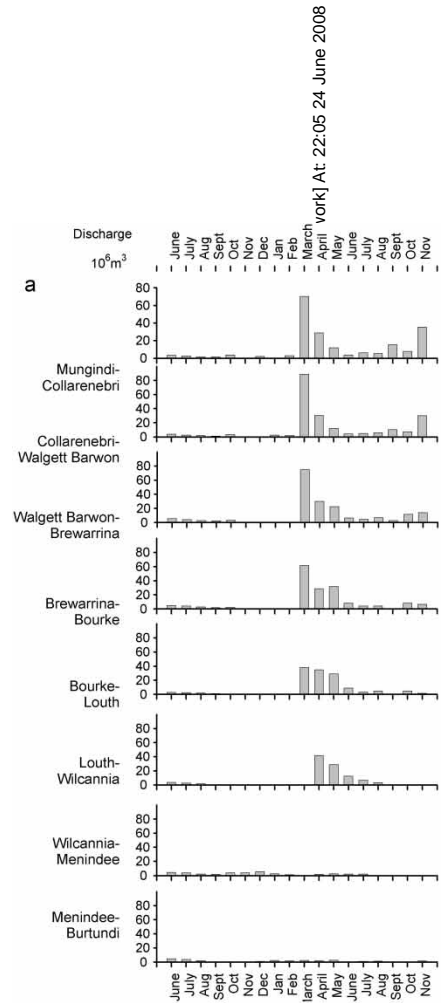 vork] At: 22:05 24 June 2008
Discharge
10⁶m³
June July Aug Sept Oct Nov Dec Jan Feb March April May June July Aug Sept Oct Nov
a
80
60
40
20
0
Mungindi-
Collarenebri
80
60
40
20
0
Collarenebri-
Walgett Barwon
80
60
40
20
0
Walgett Barwon-
Brewarrina
80
60
40
20
0
Brewarrina-
Bourke
80
60
40
20
0
Bourke-
Louth
80
60
40
20
0
Louth-
Wilcannia
80
60
40
20
0
Wilcannia-
Menindee
80
60
40
20
0
Menindee-
Burtundi
June July Aug Sept Oct Nov Dec Jan Feb March April May June July Aug Sept Oct Nov